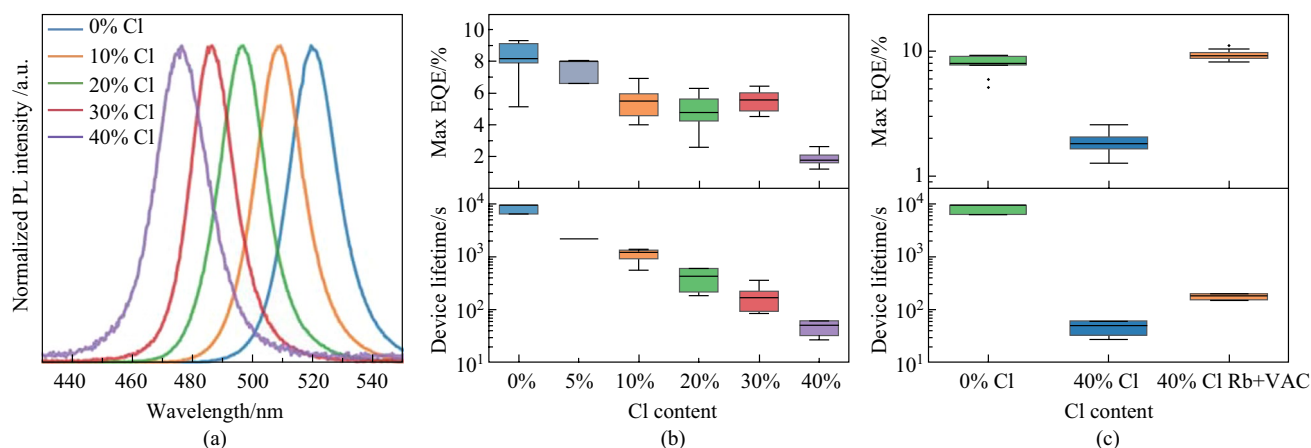 0% Cl
10% Cl
20% Cl
30% Cl
40% Cl
Normalized PL intensity /a.u.
440 460 480 500 520 540
Wavelength/nm
(a)
Max EQE/%
10
8
6
4
2
Device lifetime/s
10^4
10^3
10^2
10^1
0% 5% 10% 20% 30% 40%
Cl content
(b)
Max EQE/%
10
1
Device lifetime/s
10^4
10^3
10^2
10^1
0% Cl 40% Cl 40% Cl Rb+VAC
Cl content
(c)